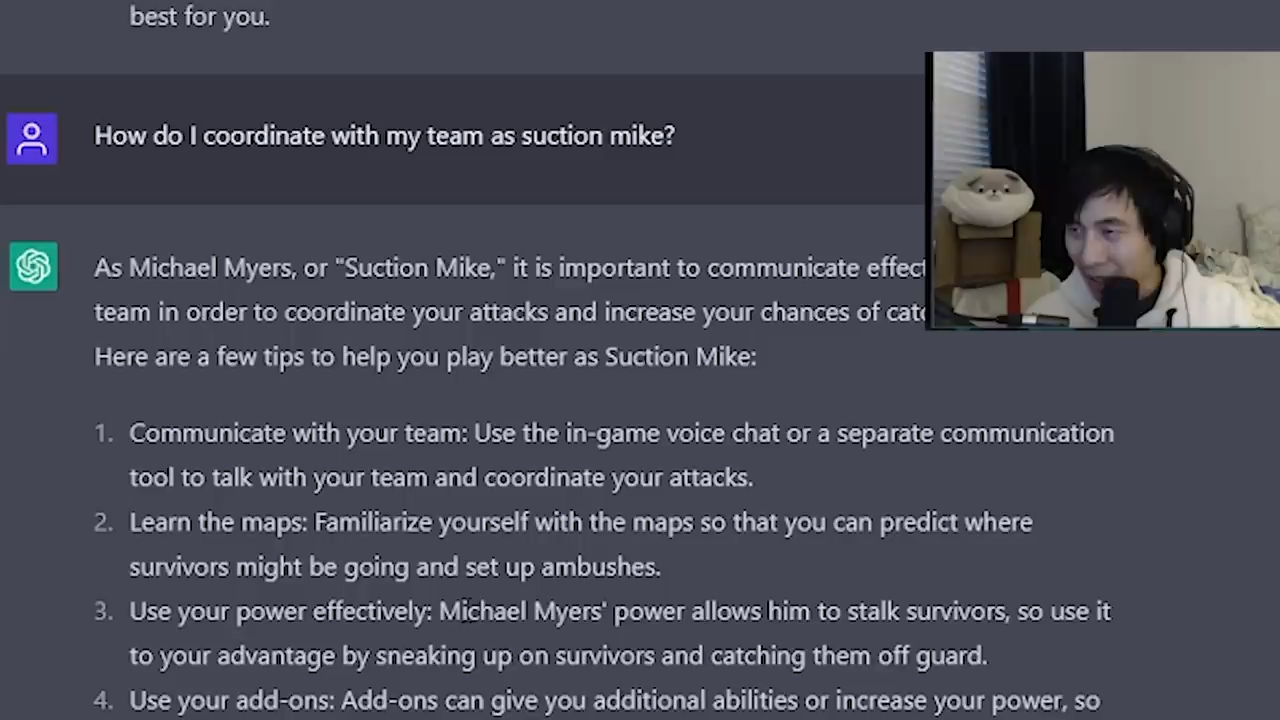 best for you.
How do I coordinate with my team as suction mike?
As Michael Myers, or "Suction Mike," it is important to communicate
team in order to coordinate your attacks and increase your chances of
Here are a few tips to help you play better as Suction Mike:
1. Communicate with your team: Use the in-game voice chat or a separate communication
tool to talk with your team and coordinate your attacks.
2. Learn the maps: Familiarize yourself with the maps so that you can predict where
survivors might be going and set up ambushes.
3. Use your power effectively: Michael Myers' power allows him to stalk survivors, so use it
to your advantage by sneaking up on survivors and catching them off guard.
4. Use your add-ons: Add-ons can give you additional abilities or increase your power, so